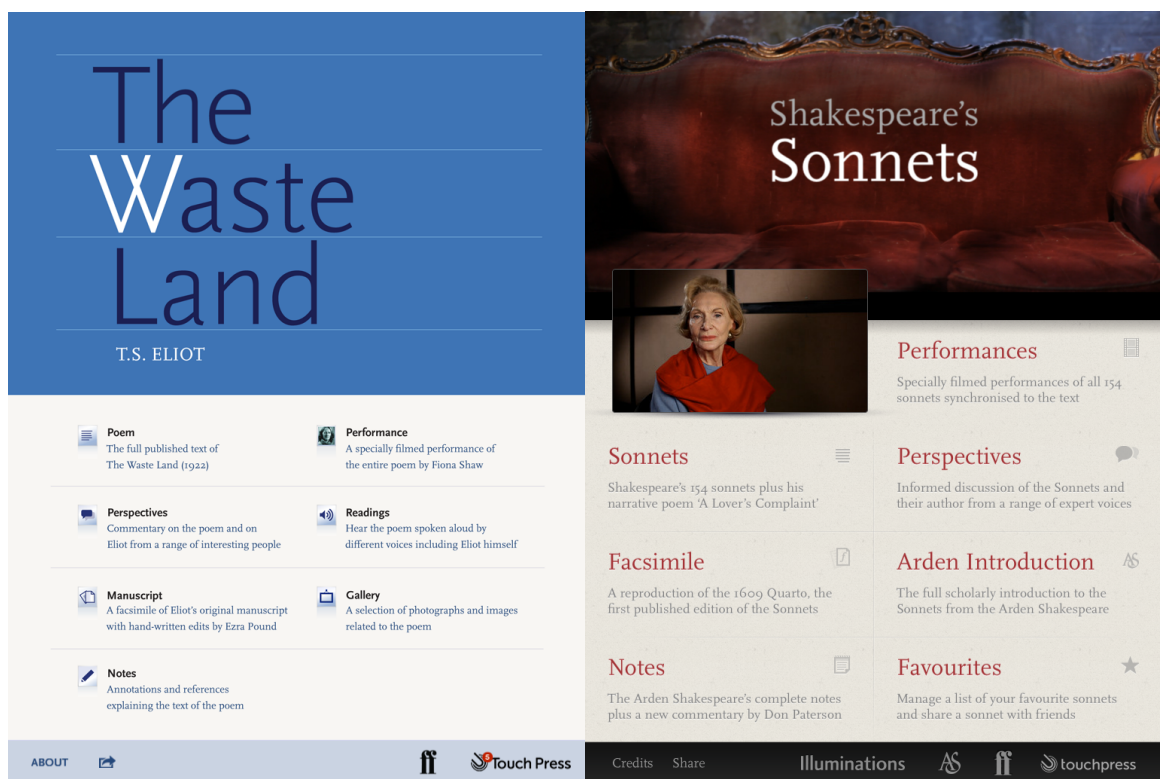 The
Waste
Land
T.S. ELIOT
Poem
The full published text of
The Waste Land (1922)
Performance
A specially filmed performance of
the entire poem by Fiona Shaw
Perspectives
Commentary on the poem and on
Eliot from a range of interesting people
Readings
Hear the poem spoken aloud by
different voices including Eliot himself
Manuscript
A facsimile of Eliot's original manuscript
with hand-written edits by Ezra Pound
Gallery
A selection of photographs and images
related to the poem
Notes
Annotations and references
explaining the text of the poem
ABOUT
ff
5
Touch Press
Shakespeare's
Sonnets
Performances
Specially filmed performances of all 154
sonnets synchronised to the text
Sonnets
Shakespeare's 154 sonnets plus his
narrative poem 'A Lover's Complaint'
Perspectives
Informed discussion of the Sonnets and
their author from a range of expert voices
Facsimile
A reproduction of the 1609 Quarto, the
first published edition of the Sonnets
Arden Introduction
AS
The full scholarly introduction to the
Sonnets from the Arden Shakespeare
Notes
The Arden Shakespeare's complete notes
plus a new commentary by Don Paterson
Favourites
Manage a list of your favourite sonnets
and share a sonnet with friends
Credits
Share
Illuminations
AS
ff
touchpress